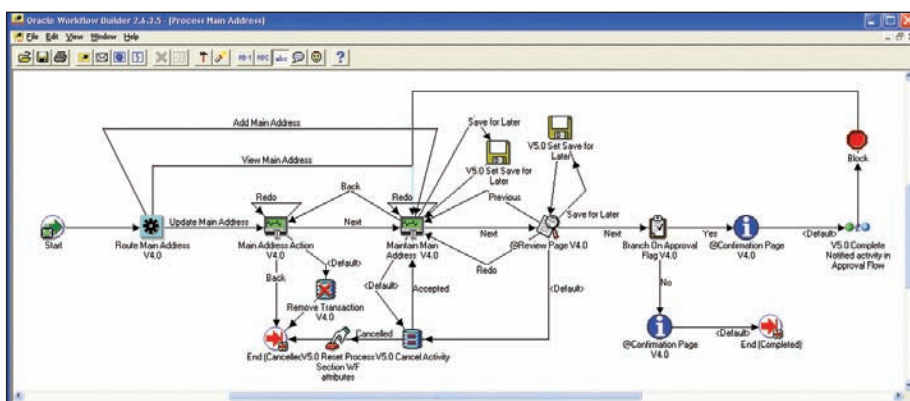 Oracle Workflow Builder 2.6.3.5 - [Process Main Address]
File Edit View Window Help
Add Main Address
Save for Later
View Main Address
V5.0 Set Save for
Later
V5.0 Set Save for
Later
Block
Redo
Back
Redo
Previous
Save for Later
Start
Update Main Address
Route Main Address
V4.0
Main Address Action
V4.0
Next
Maintain Main
Address V4.0
Next
@Review Page V4.0
Next
Branch On Approval
Flag V4.0
Yes
@Confirmation Page
V4.0
<Default>
V5.0 Complete
Notified activity in
Approval Flow
<Default>
Redo
Back
<Default>
Accepted
<Default>
No
Remove Transaction
V4.0
@Confirmation Page
V4.0
<Default>
End (Completed)
Cancelled
End (Cancelled
V5.0 Reset Process
Section WF
attributes
V5.0 Cancel Activity